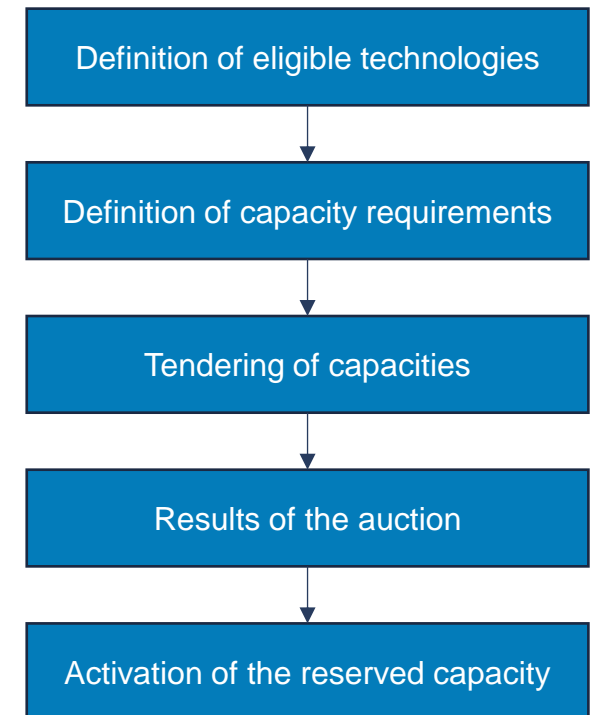 Definition of eligible technologies
Definition of capacity requirements
Tendering of capacities
Results of the auction
Activation of the reserved capacity